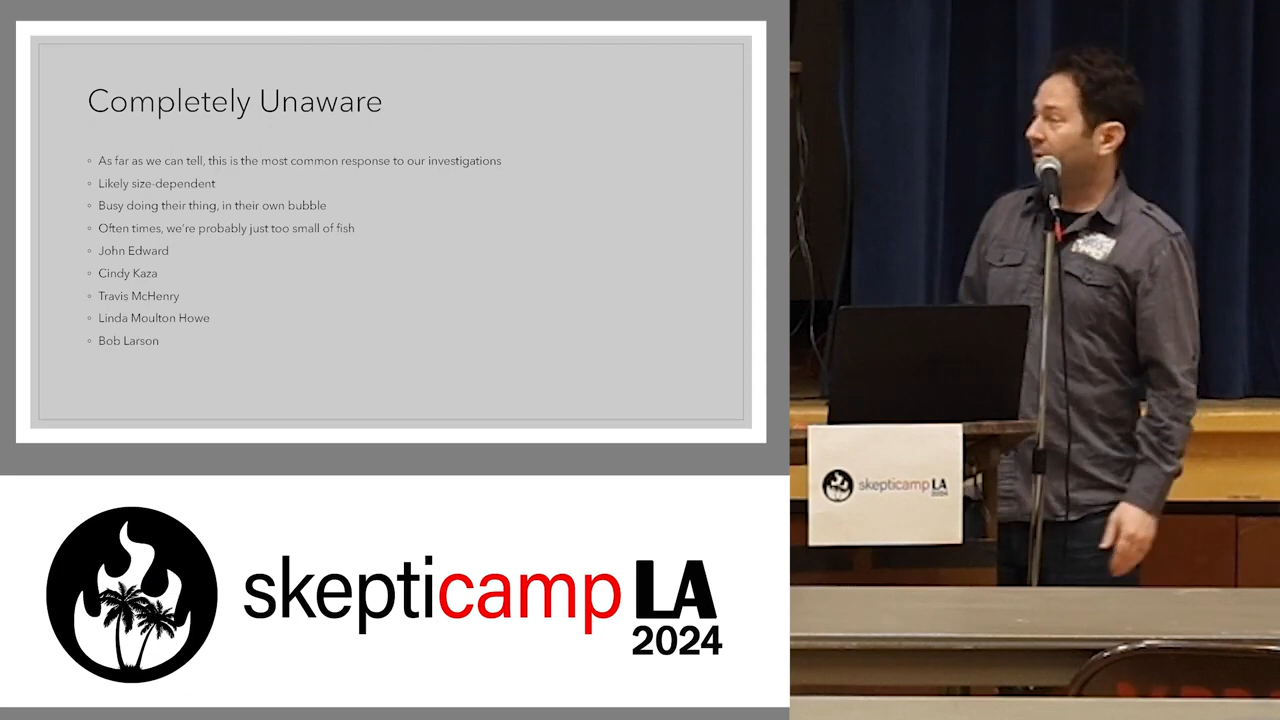 Completely Unaware
As far as we can tell, this is the most common response to our investigations
Likely size-dependent
Busy doing their thing, in their own bubble
Often times, we're probably just too small of fish
John Edward
Cindy Kaza
Travis McHenry
Linda Moulton Howe
Bob Larson
skepticamp LA
2024
skepticamp LA
2024